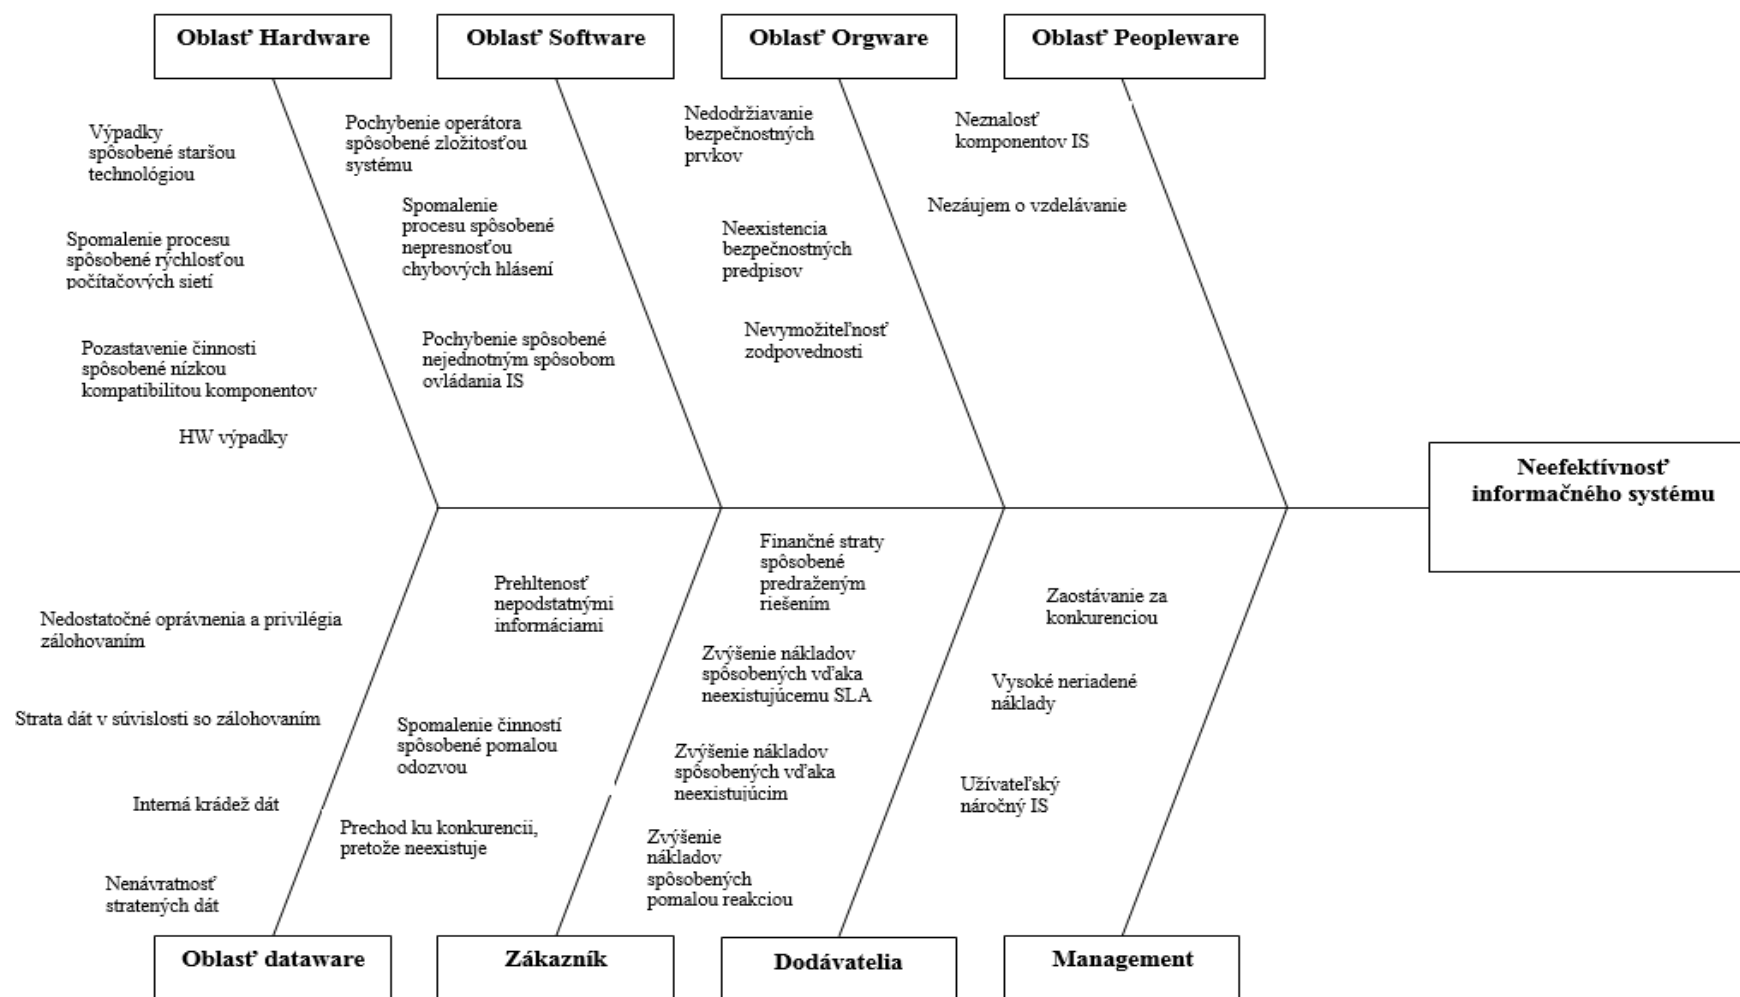 Oblasť Hardware
Oblasť Software
Oblasť Orgware
Oblasť Peopleware
Výpadky
spôsobené staršou
technológiou
Spomalenie procesu
spôsobené rýchlosťou
počítačových sietí
Pozastavenie činnosti
spôsobené nízkou
kompatibilitou komponentov
HW výpadky
Pochybenie operátora
spôsobené zložitosťou
systému
Spomalenie
procesu spôsobené
nepresnosťou
chybových hlásení
Pochybenie spôsobené
nejednotným spôsobom
ovládania IS
Nedodržiavanie
bezpečnostných
prvkov
Neexistencia
bezpečnostných
predpisov
Nevymožiteľnosť
zodpovednosti
Neznalosť
komponentov IS
Nezáujem o vzdelávanie
Neefektívnosť
informačného systému
Nedostatočné oprávnenia a privilégia
zálohovaním
Strata dát v súvislosti so zálohovaním
Interná krádež dát
Nenávratnosť
stratených dát
Prehltenosť
nepodstatnými
informáciami
Spomalenie činností
spôsobené pomalou
odozvou
Prechod ku konkurencii,
pretože neexistuje
Finančné straty
spôsobené
predraženým
riešením
Zvýšenie nákladov
spôsobených vďaka
neexistujúcemu SLA
Zvýšenie nákladov
spôsobených vďaka
neexistujúcim
Zvýšenie
nákladov
spôsobených
pomalou reakciou
Zaostávanie za
konkurenciou
Vysoké neriadené
náklady
Užívateľský
náročný IS
Oblasť dataware
Zákazník
Dodávatelia
Management